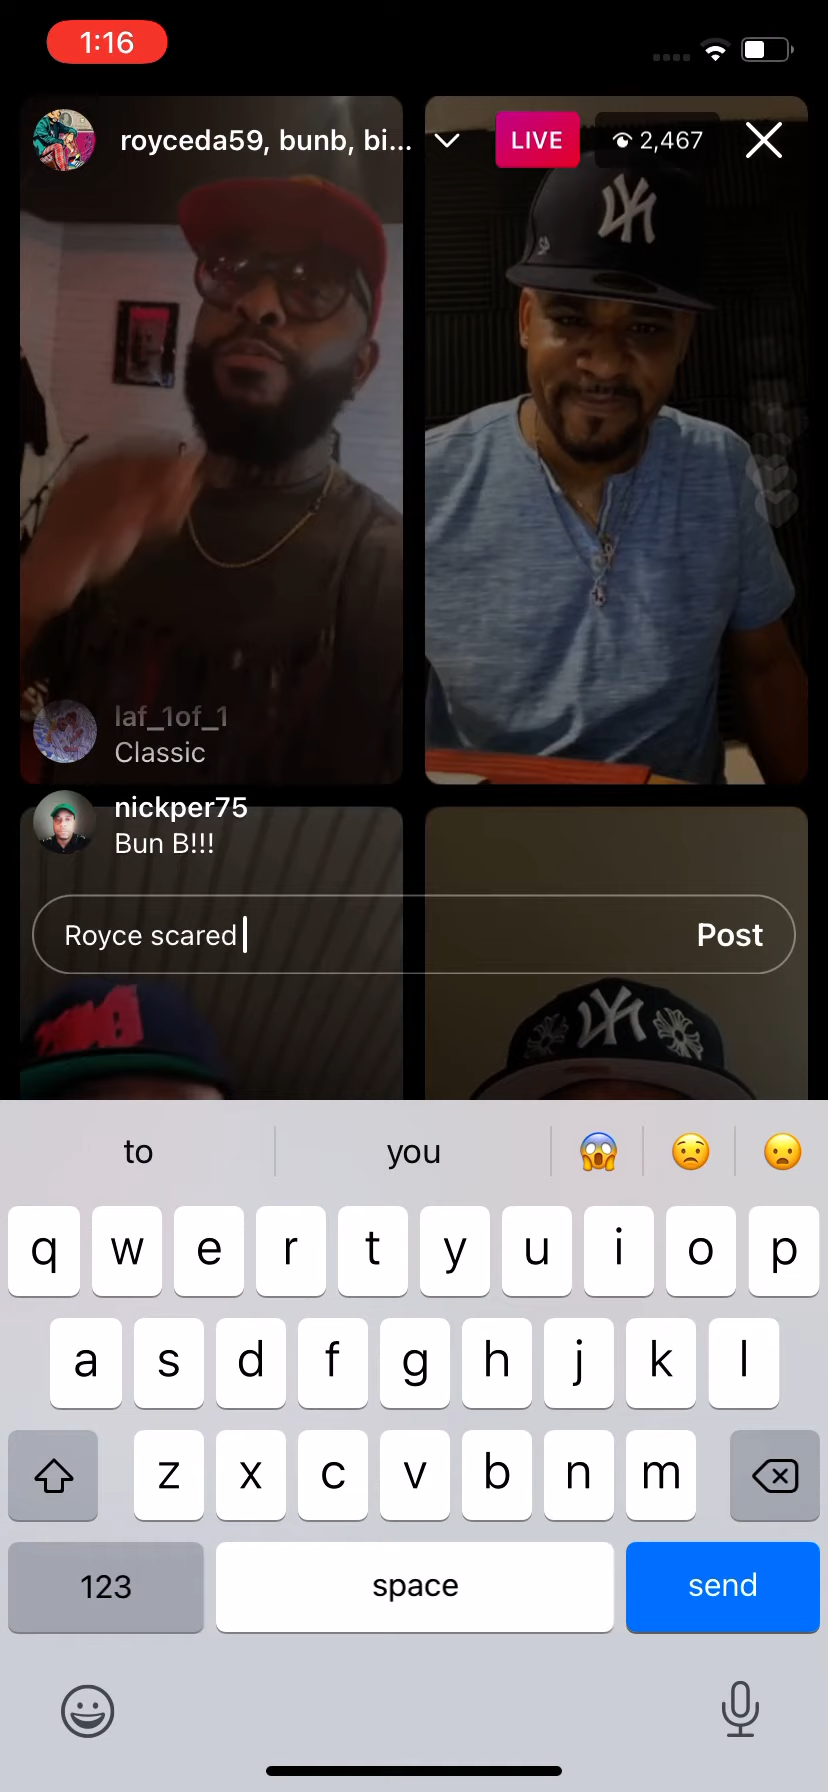 1:16
royceda59, bunb, bi...
LIVE
2,467
laf_1of_1
Classic
nickper75
Bun B!!!
Royce scared
Post
to you
q w e r t y u i o p
a s d f g h j k l
z x c v b n m
123 space send